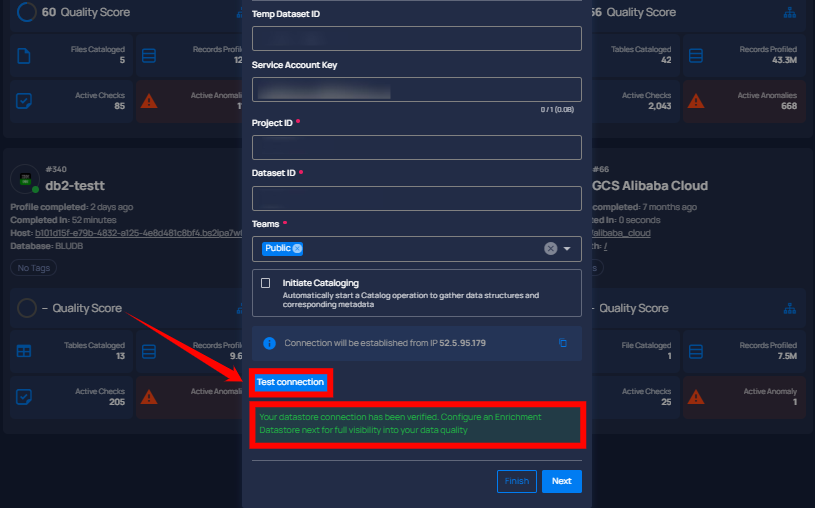 60 Quality Score
Files Cataloged
5
Records Profiled
12
Active Checks
85
Active Anomalies
#340
db2-testt
Profile completed: 2 days ago
Completed In: 52 minutes
Host: b101d15f-e79b-4832-a125-4e8d481c8bf4.bs2ipa7w
Database: BLUDB
No Tags
– Quality Score
Tables Cataloged
13
Records Profiled
9.6
Active Checks
205
Active Anomalies
Temp Dataset ID
Service Account Key
0 / 1 (0.0B)
Project ID *
Dataset ID *
Teams *
Public
Initiate Cataloging
Automatically start a Catalog operation to gather data structures and
corresponding metadata
Connection will be established from IP 52.5.95.179
Test connection
Your datastore connection has been verified. Configure an Enrichment
Datastore next for full visibility into your data quality
Finish
Next
56 Quality Score
Tables Cataloged
42
Records Profiled
43.3M
Active Checks
2,043
Active Anomalies
668
#66
GCS Alibaba Cloud
completed: 7 months ago
ted In: 0 seconds
/alibaba_cloud
th: /
– Quality Score
File Cataloged
1
Records Profiled
7.5M
Active Checks
25
Active Anomaly
1